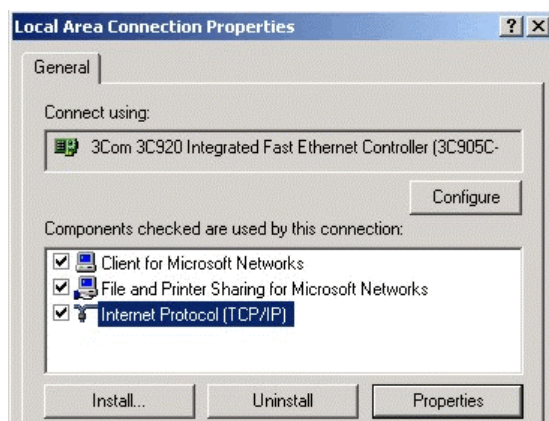 Local Area Connection Properties
General
Connect using:
3Com 3C920 Integrated Fast Ethernet Controller (3C905C-
Configure
Components checked are used by this connection:
Client for Microsoft Networks
File and Printer Sharing for Microsoft Networks
Internet Protocol (TCP/IP)
Install... Uninstall Properties